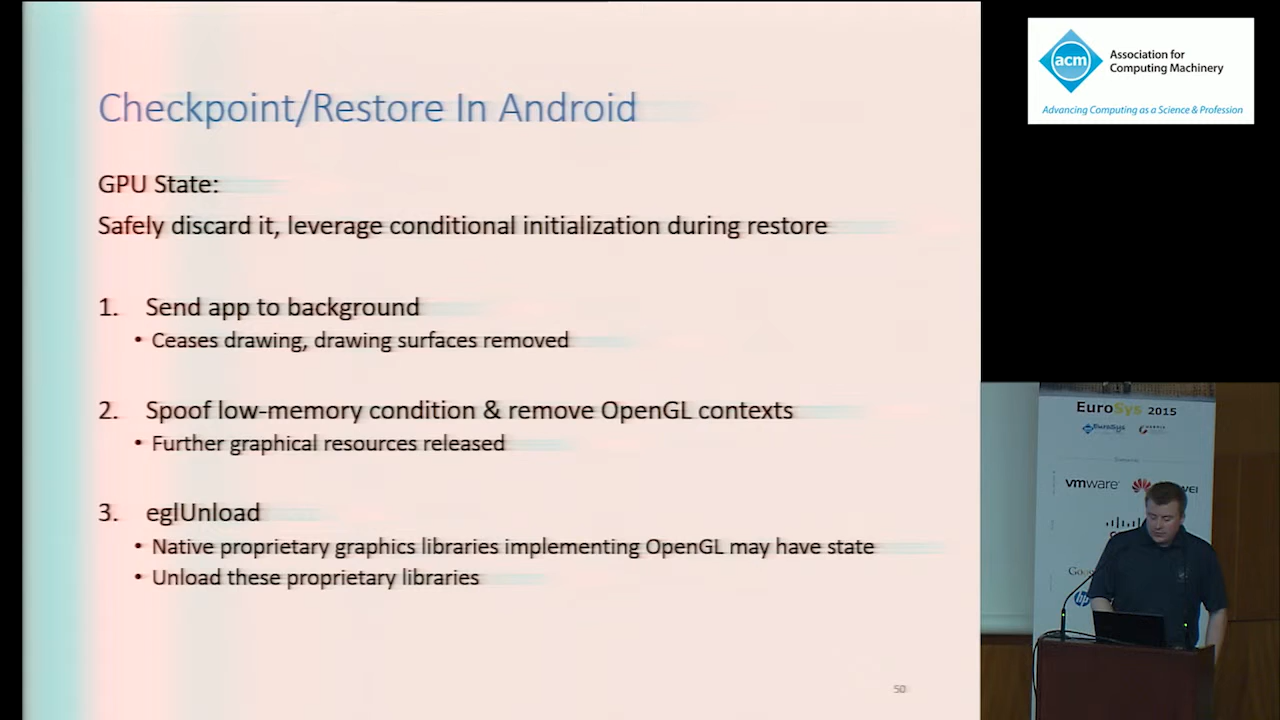 Checkpoint/Restore In Android
GPU State:
Safely discard it, leverage conditional initialization during restore
1. Send app to background
• Ceases drawing, drawing surfaces removed
2. Spoof low-memory condition & remove OpenGL contexts
• Further graphical resources released
3. eglUnload
• Native proprietary graphics libraries implementing OpenGL may have state
• Unload these proprietary libraries
50
acm
Association for
Computing Machinery
Advancing Computing as a Science & Profession
EuroSys 2015
EuroSys
vmware
hp